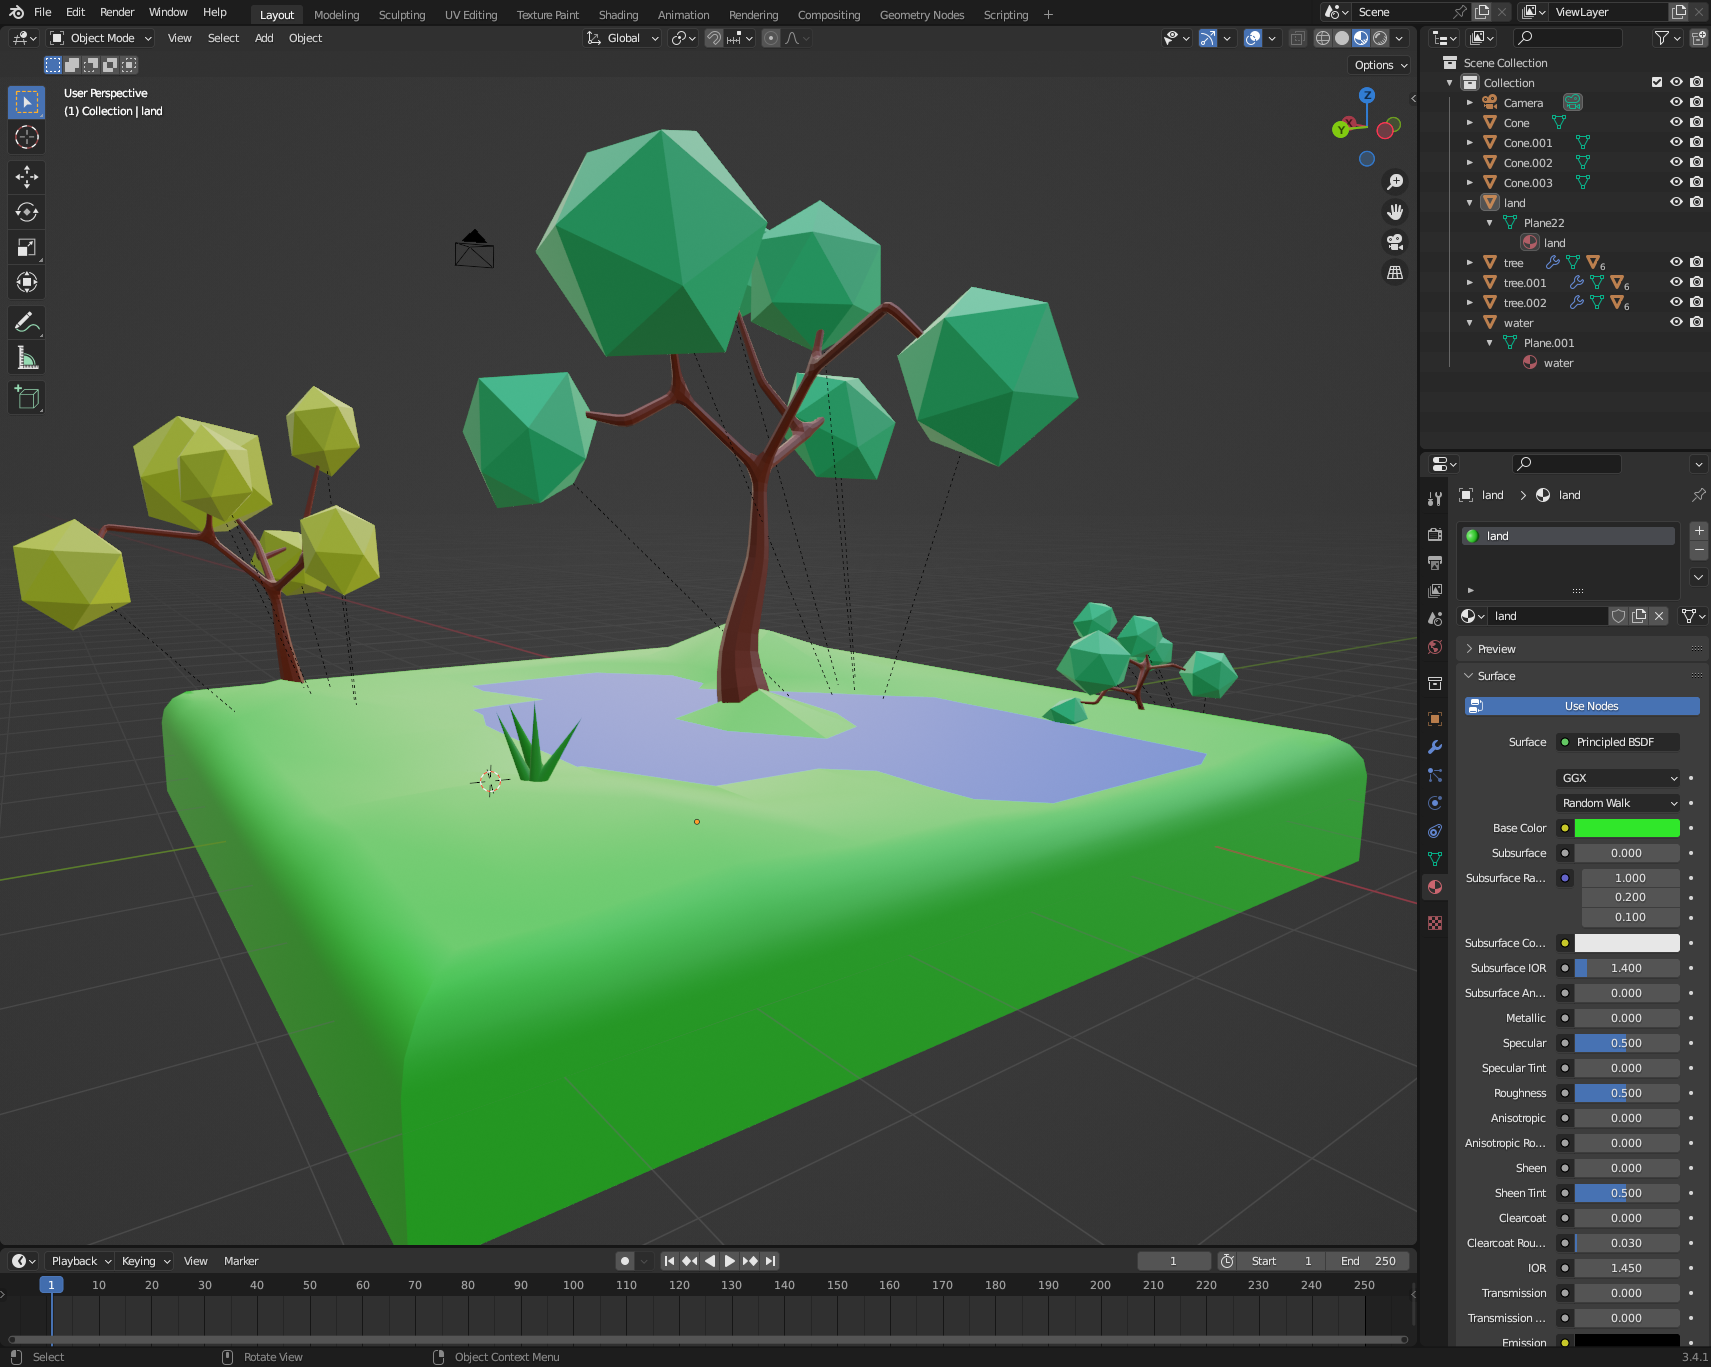 File Edit Render Window Help Layout Modeling Sculpting UV Editing Texture Paint Shading Animation Rendering Compositing Geometry Nodes Scripting + Scene ViewLayer
Object Mode View Select Add Object Global
Options
User Perspective
(1) Collection | land
Z
Y
X
Scene Collection
Collection
Camera
Cone
Cone.001
Cone.002
Cone.003
land
Plane22
land
tree 6
tree.001 6
tree.002 6
water
Plane.001
water
land > land
land
land
Preview
Surface
Use Nodes
Surface Principled BSDF
GGX
Random Walk
Base Color
Subsurface 0.000
Subsurface Ra... 1.000
0.200
0.100
Subsurface Co...
Subsurface IOR 1.400
Subsurface An... 0.000
Metallic 0.000
Specular 0.500
Specular Tint 0.000
Roughness 0.500
Anisotropic 0.000
Anisotropic Ro... 0.000
Sheen 0.000
Sheen Tint 0.500
Clearcoat 0.000
Clearcoat Rou... 0.030
IOR 1.450
Transmission 0.000
Transmission ... 0.000
Emission
Playback Keying View Marker 1 Start 1 End 250
1 10 20 30 40 50 60 70 80 90 100 110 120 130 140 150 160 170 180 190 200 210 220 230 240 250
Select Rotate View Object Context Menu 3.4.1